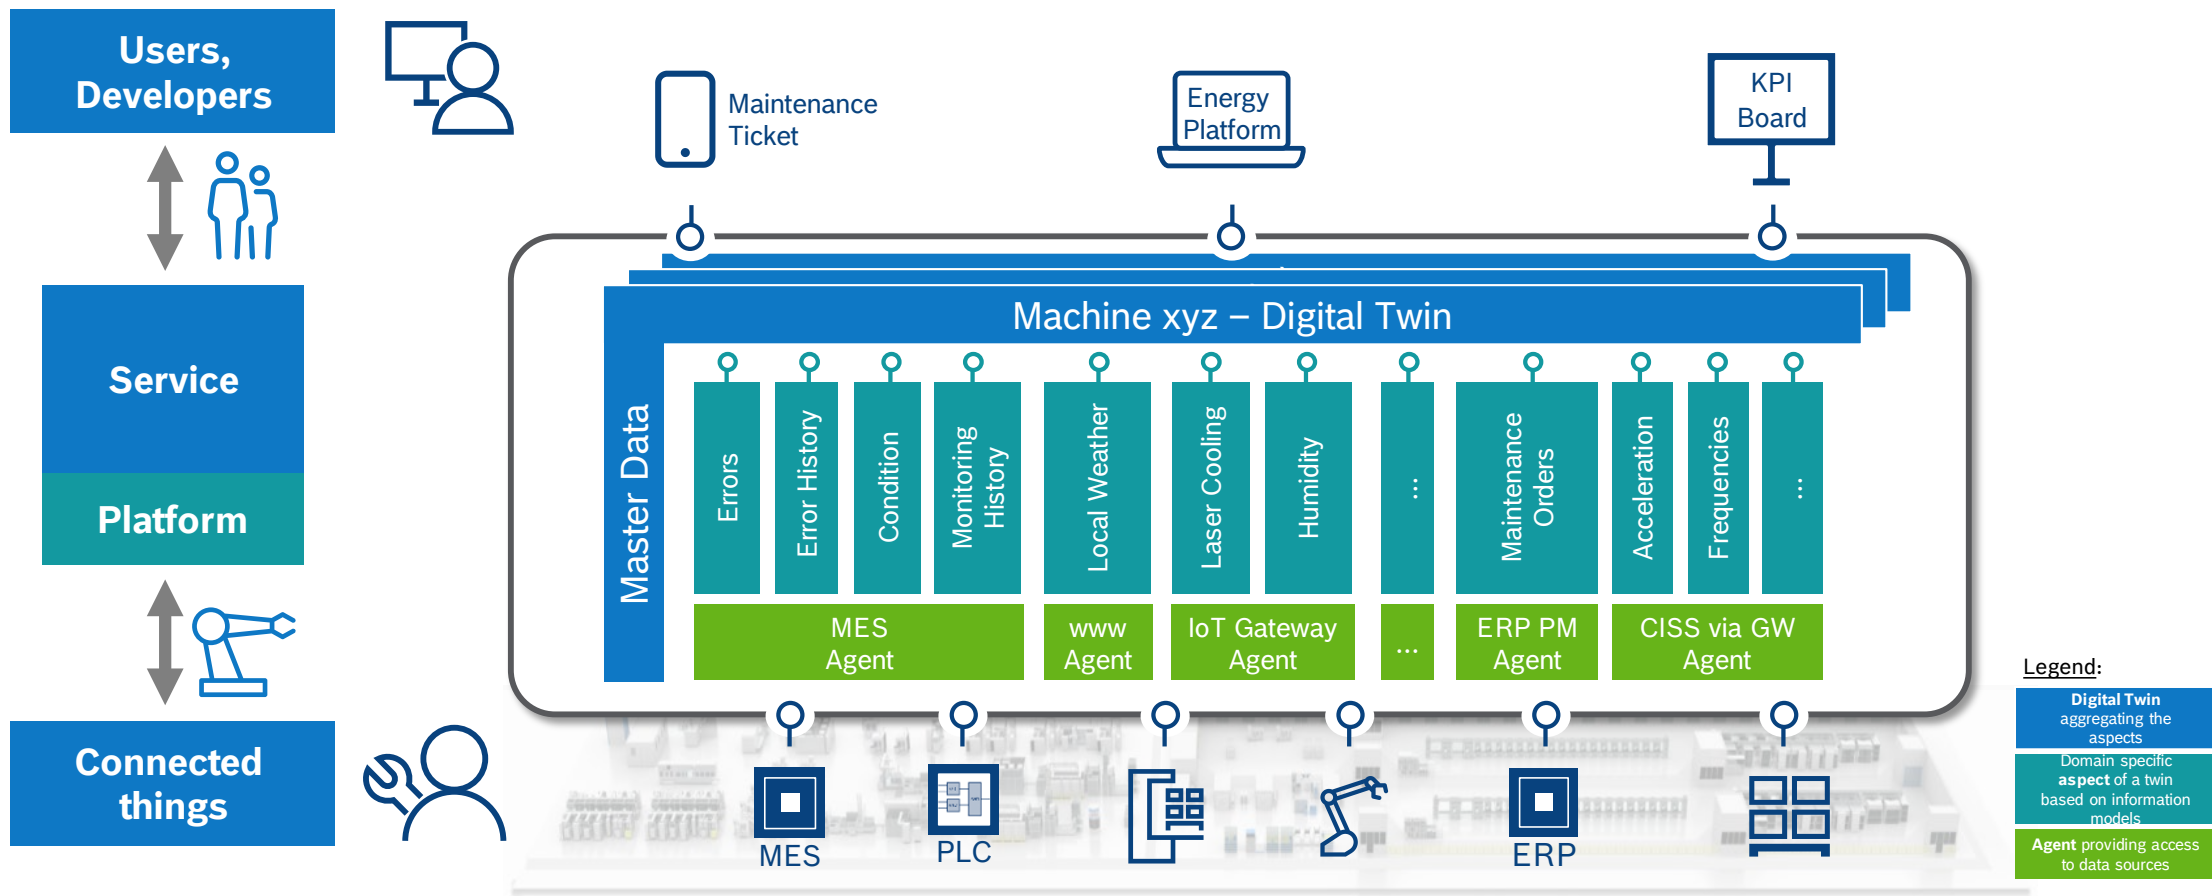 Users,
Developers
Service
Platform
Connected
things
Maintenance
Ticket
Energy
Platform
KPI
Board
Machine xyz – Digital Twin
Master Data
Errors
Error History
Condition
Monitoring
History
Local Weather
Laser Cooling
Humidity
...
Maintenance
Orders
Acceleration
Frequencies
...
MES
Agent
www
Agent
IoT Gateway
Agent
...
ERP PM
Agent
CISS via GW
Agent
MES
PLC
ERP
Legend:
Digital Twin
aggregating the
aspects
Domain specific
aspect of a twin
based on information
models
Agent providing access
to data sources